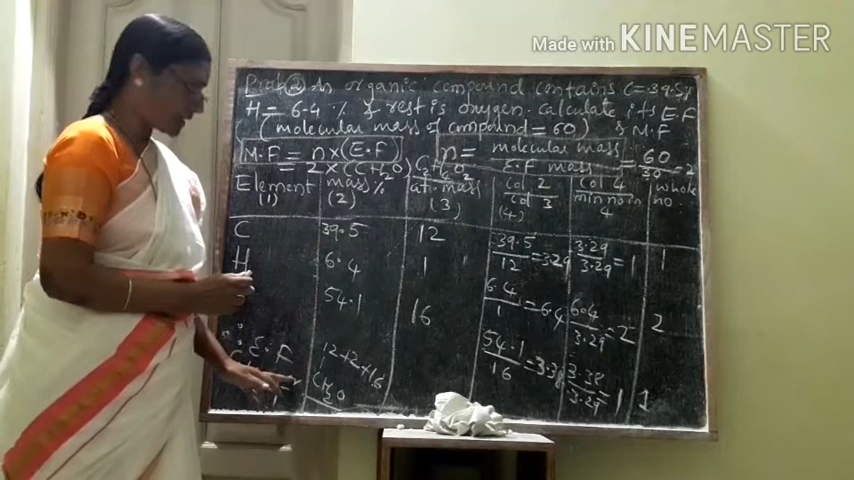 Made with KINEMASTER
② An organic compound contains C = 39.5%
H = 6.4 % & rest is oxygen. Calculate its E.F
(molecular mass of compound = 60) & M.F
M.F = n×(E.F) n = molecular mass / E.F mass = 60 / 30 = 2
= 2×(CH2O) C2H4O2
Element (1) mass % (2) at. mass (3) Col 2 / Col 3 (4) Col 4 / min no in 4 whole no.
C 39.5 12 39.5 / 12 = 3.29 3.29 / 3.29 = 1 1
H 6.4 1 6.4 / 1 = 6.4 6.4 / 3.29 = 2 2
54.1 16 54.1 / 16 = 3.38 3.38 / 3.29 = 1 1
E.F 12+2×16
CH2O